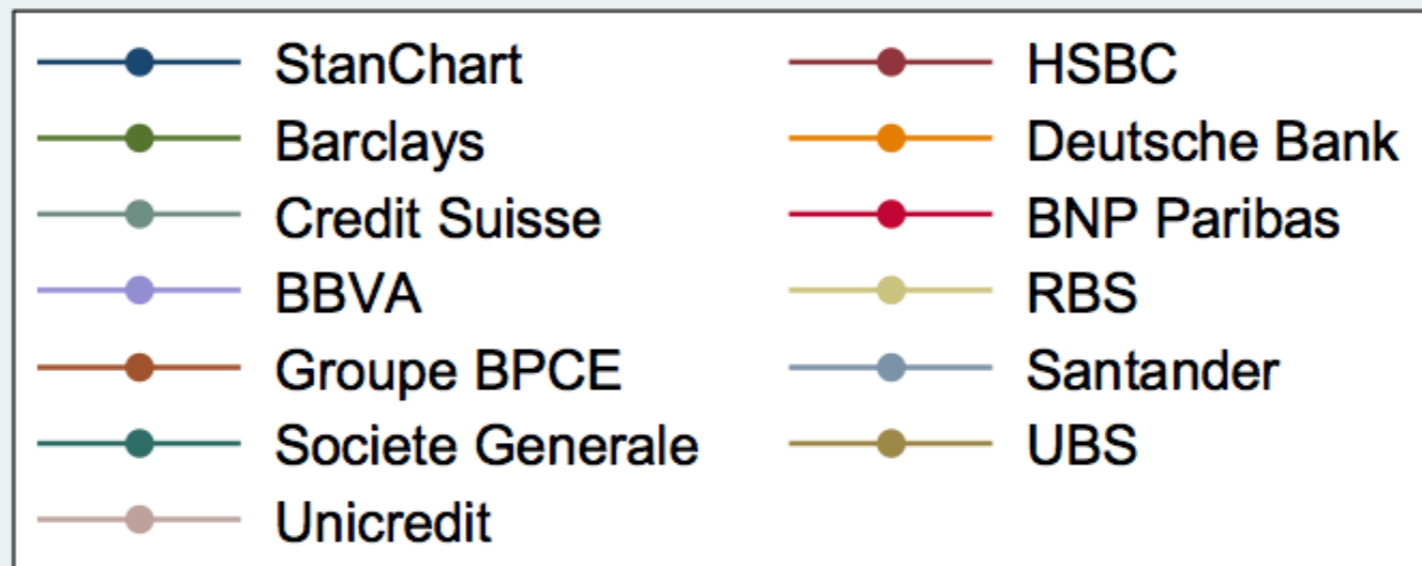 StanChart HSBC
Barclays Deutsche Bank
Credit Suisse BNP Paribas
BBVA RBS
Groupe BPCE Santander
Societe Generale UBS
Unicredit